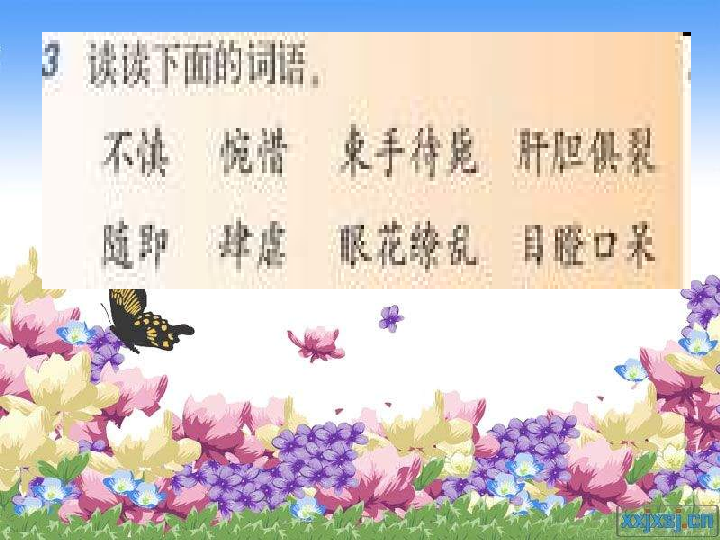 3 读读下面的词语。
不慎 惋惜 束手待毙 肝胆俱裂
随即 肆虐 眼花缭乱 目瞪口呆
xxjxsj.cn